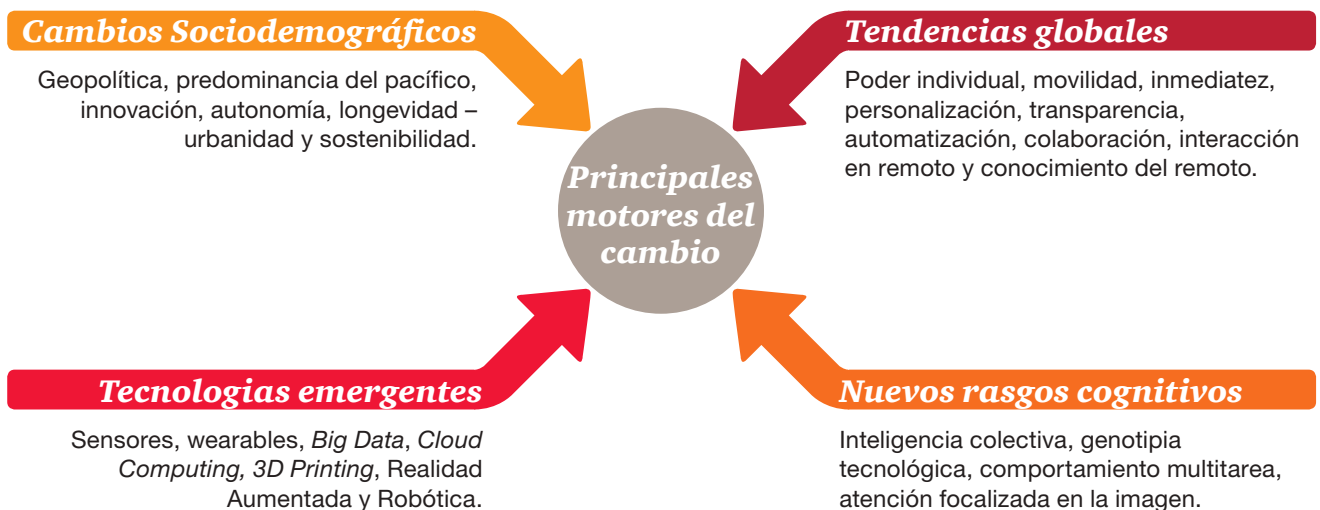 Cambios Sociodemográficos
Geopolítica, predominancia del pacífico,
innovación, autonomía, longevidad –
urbanidad y sostenibilidad.
Tendencias globales
Poder individual, movilidad, inmediatez,
personalización, transparencia,
automatización, colaboración, interacción
en remoto y conocimiento del remoto.
Principales
motores del
cambio
Tecnologias emergentes
Sensores, wearables, Big Data, Cloud
Computing, 3D Printing, Realidad
Aumentada y Robótica.
Nuevos rasgos cognitivos
Inteligencia colectiva, genotipia
tecnológica, comportamiento multitarea,
atención focalizada en la imagen.